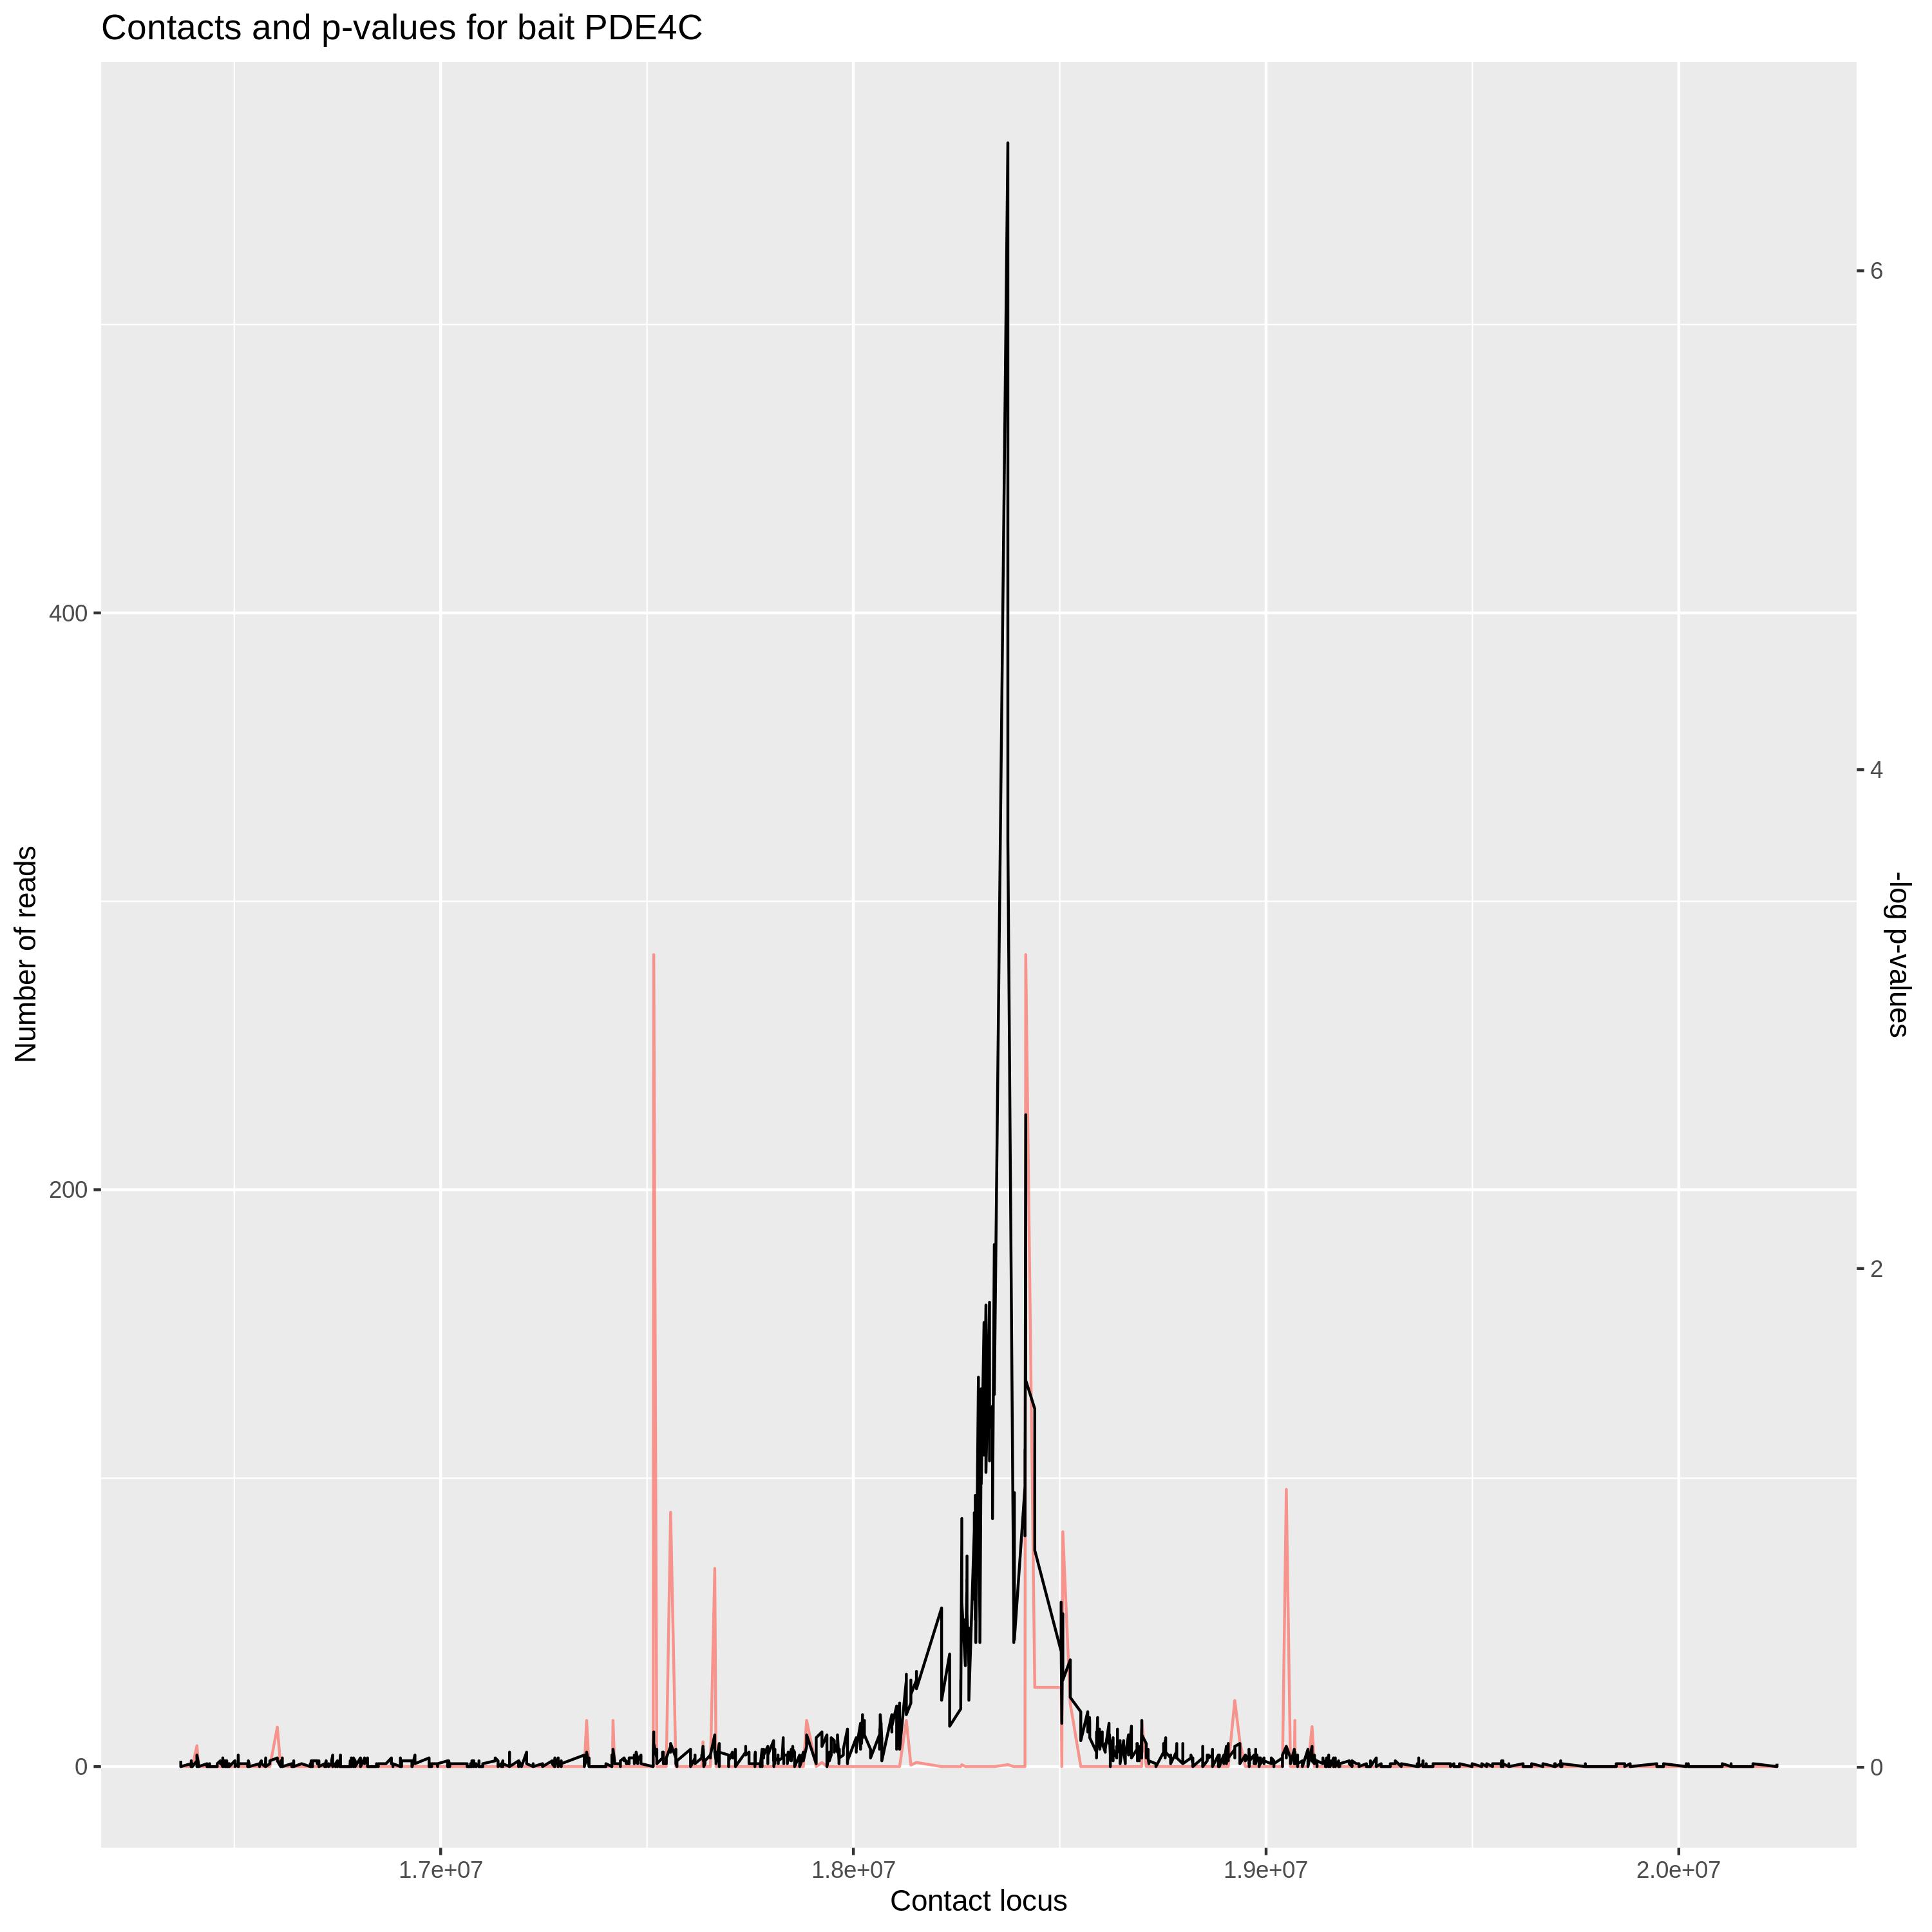 Contacts and p-values for bait PDE4C
Number of reads
400
200
0
6
4
2
0
-log p-values
1.7e+07 1.8e+07 1.9e+07 2.0e+07
Contact locus